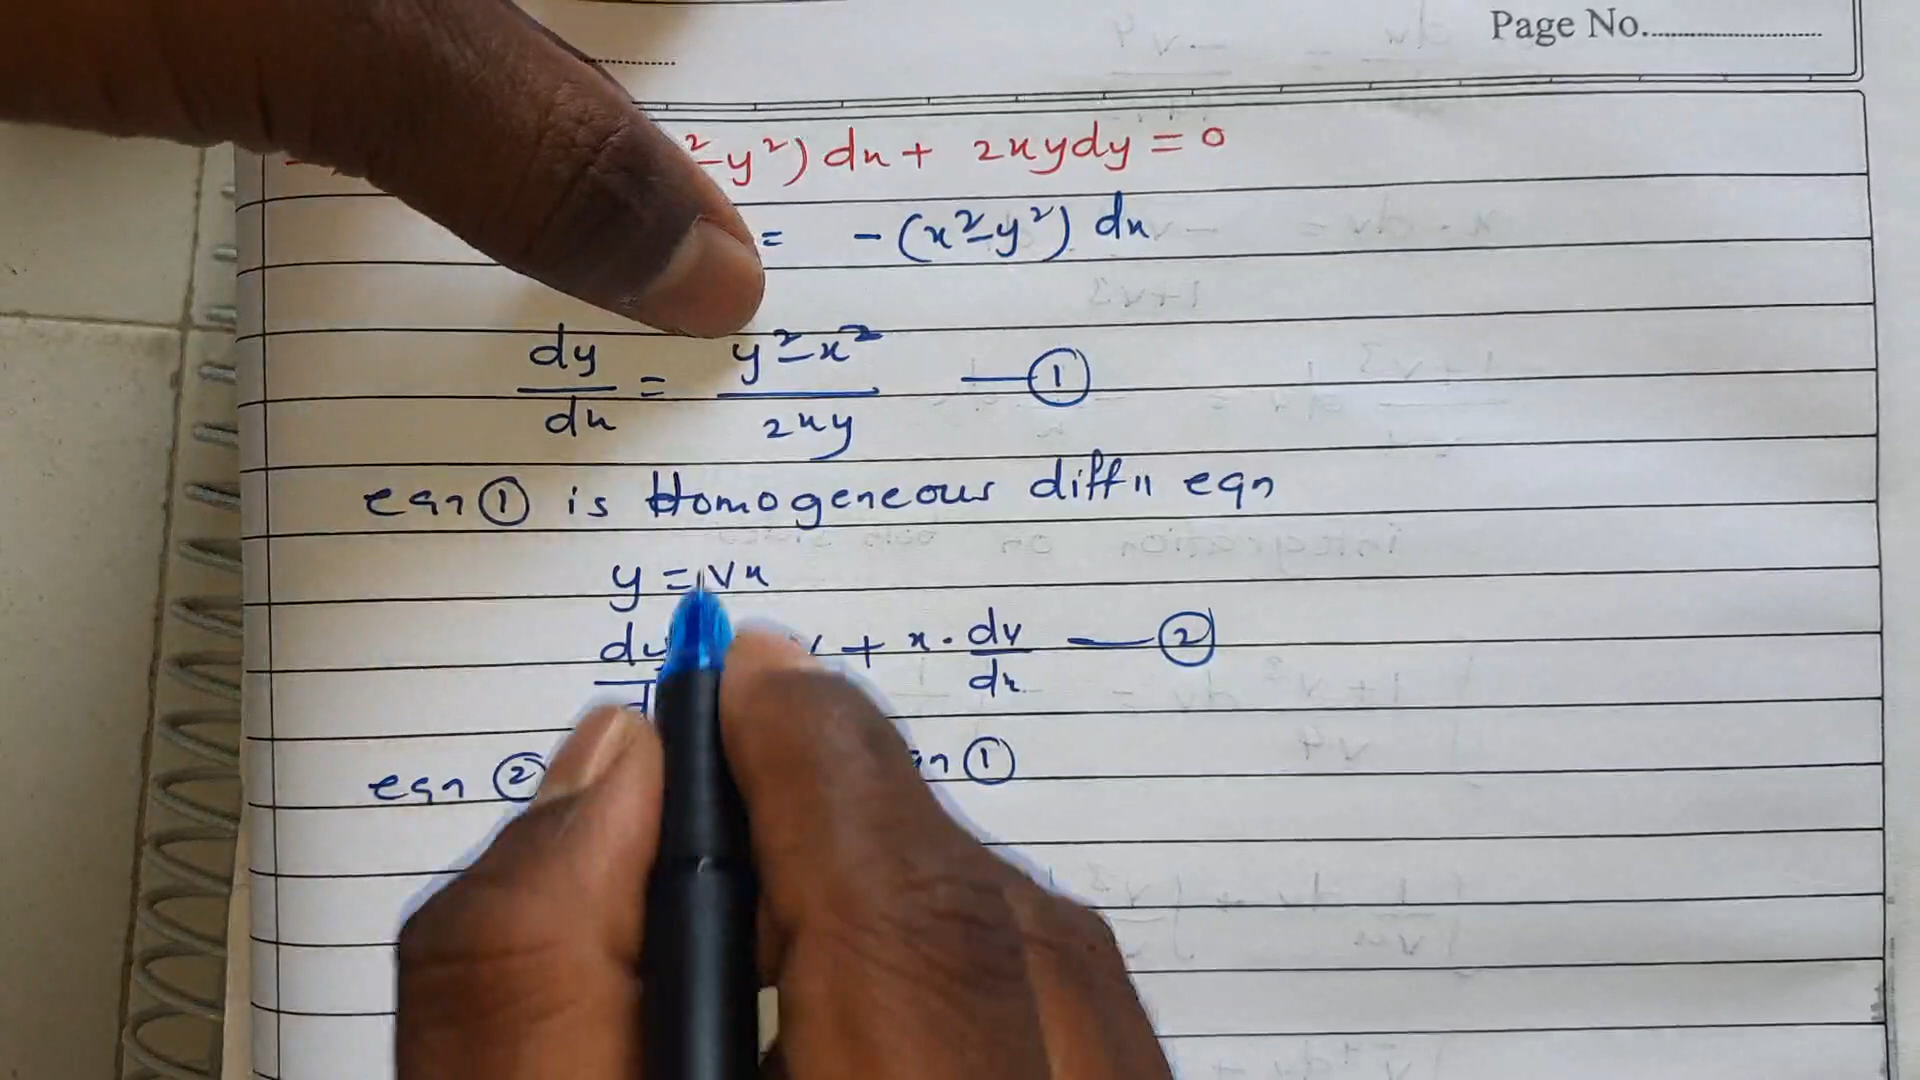 Page No..............................
²-y²) dx + 2xydy = 0
= -(x²-y²) dx
dy/dx = y²-x²/2xy —①
eqn ① is Homogeneous diff॥ eqn
y = vx
dy + x. dv/dx —②
eqn ② ①